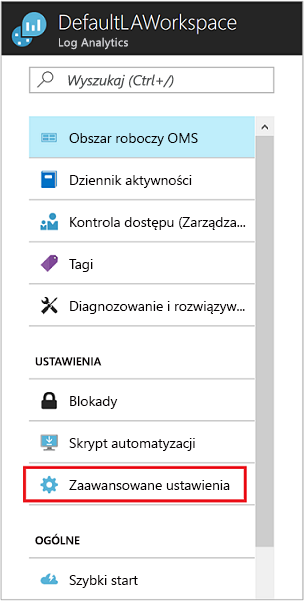 DefaultLAWorkspace
Log Analytics
Wyszukaj (Ctrl+/)
Obszar roboczy OMS
Dziennik aktywności
Kontrola dostępu (Zarządza...
Tagi
Diagnozowanie i rozwiązyw...
USTAWIENIA
Blokady
Skrypt automatyzacji
Zaawansowane ustawienia
OGÓLNE
Szybki start